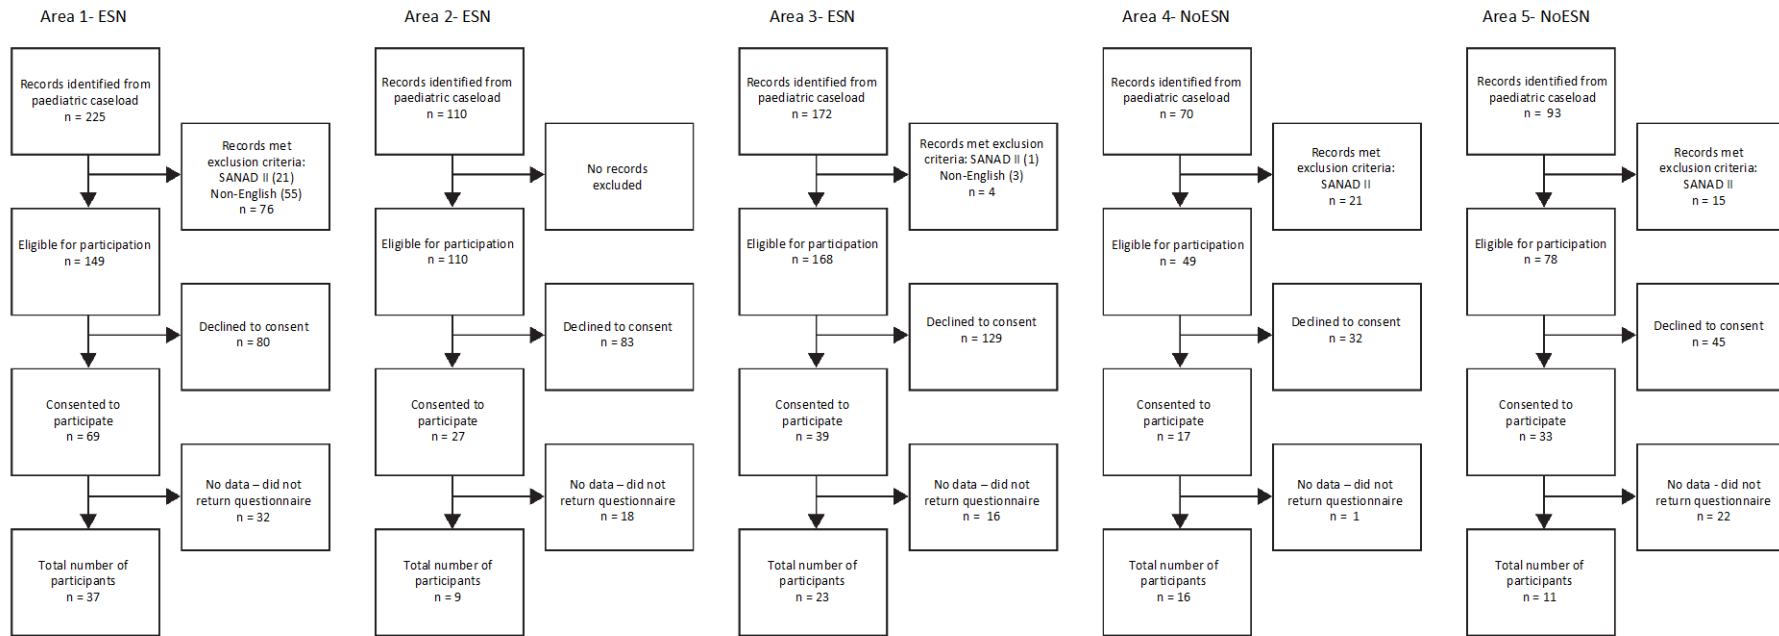 Area 1- ESN
Records identified from
paediatric caseload
n = 225
Records met
exclusion criteria:
SANAD II (21)
Non-English (55)
n = 76
Eligible for participation
n = 149
Declined to consent
n = 80
Consented to
participate
n = 69
No data – did not
return questionnaire
n = 32
Total number of
participants
n = 37
Area 2- ESN
Records identified from
paediatric caseload
n = 110
No records
excluded
Eligible for participation
n = 110
Declined to consent
n = 83
Consented to
participate
n = 27
No data – did not
return questionnaire
n = 18
Total number of
participants
n = 9
Area 3- ESN
Records identified from
paediatric caseload
n = 172
Records met exclusion
criteria: SANAD II (1)
Non-English (3)
n = 4
Eligible for participation
n = 168
Declined to consent
n = 129
Consented to
participate
n = 39
No data – did not
return questionnaire
n = 16
Total number of
participants
n = 23
Area 4- NoESN
Records identified from
paediatric caseload
n = 70
Records met
exclusion criteria:
SANAD II
n = 21
Eligible for participation
n = 49
Declined to consent
n = 32
Consented to
participate
n = 17
No data – did not
return questionnaire
n = 1
Total number of
participants
n = 16
Area 5- NoESN
Records identified from
paediatric caseload
n = 93
Records met
exclusion criteria:
SANAD II
n = 15
Eligible for participation
n = 78
Declined to consent
n = 45
Consented to
participate
n = 33
No data - did not
return questionnaire
n = 22
Total number of
participants
n = 11